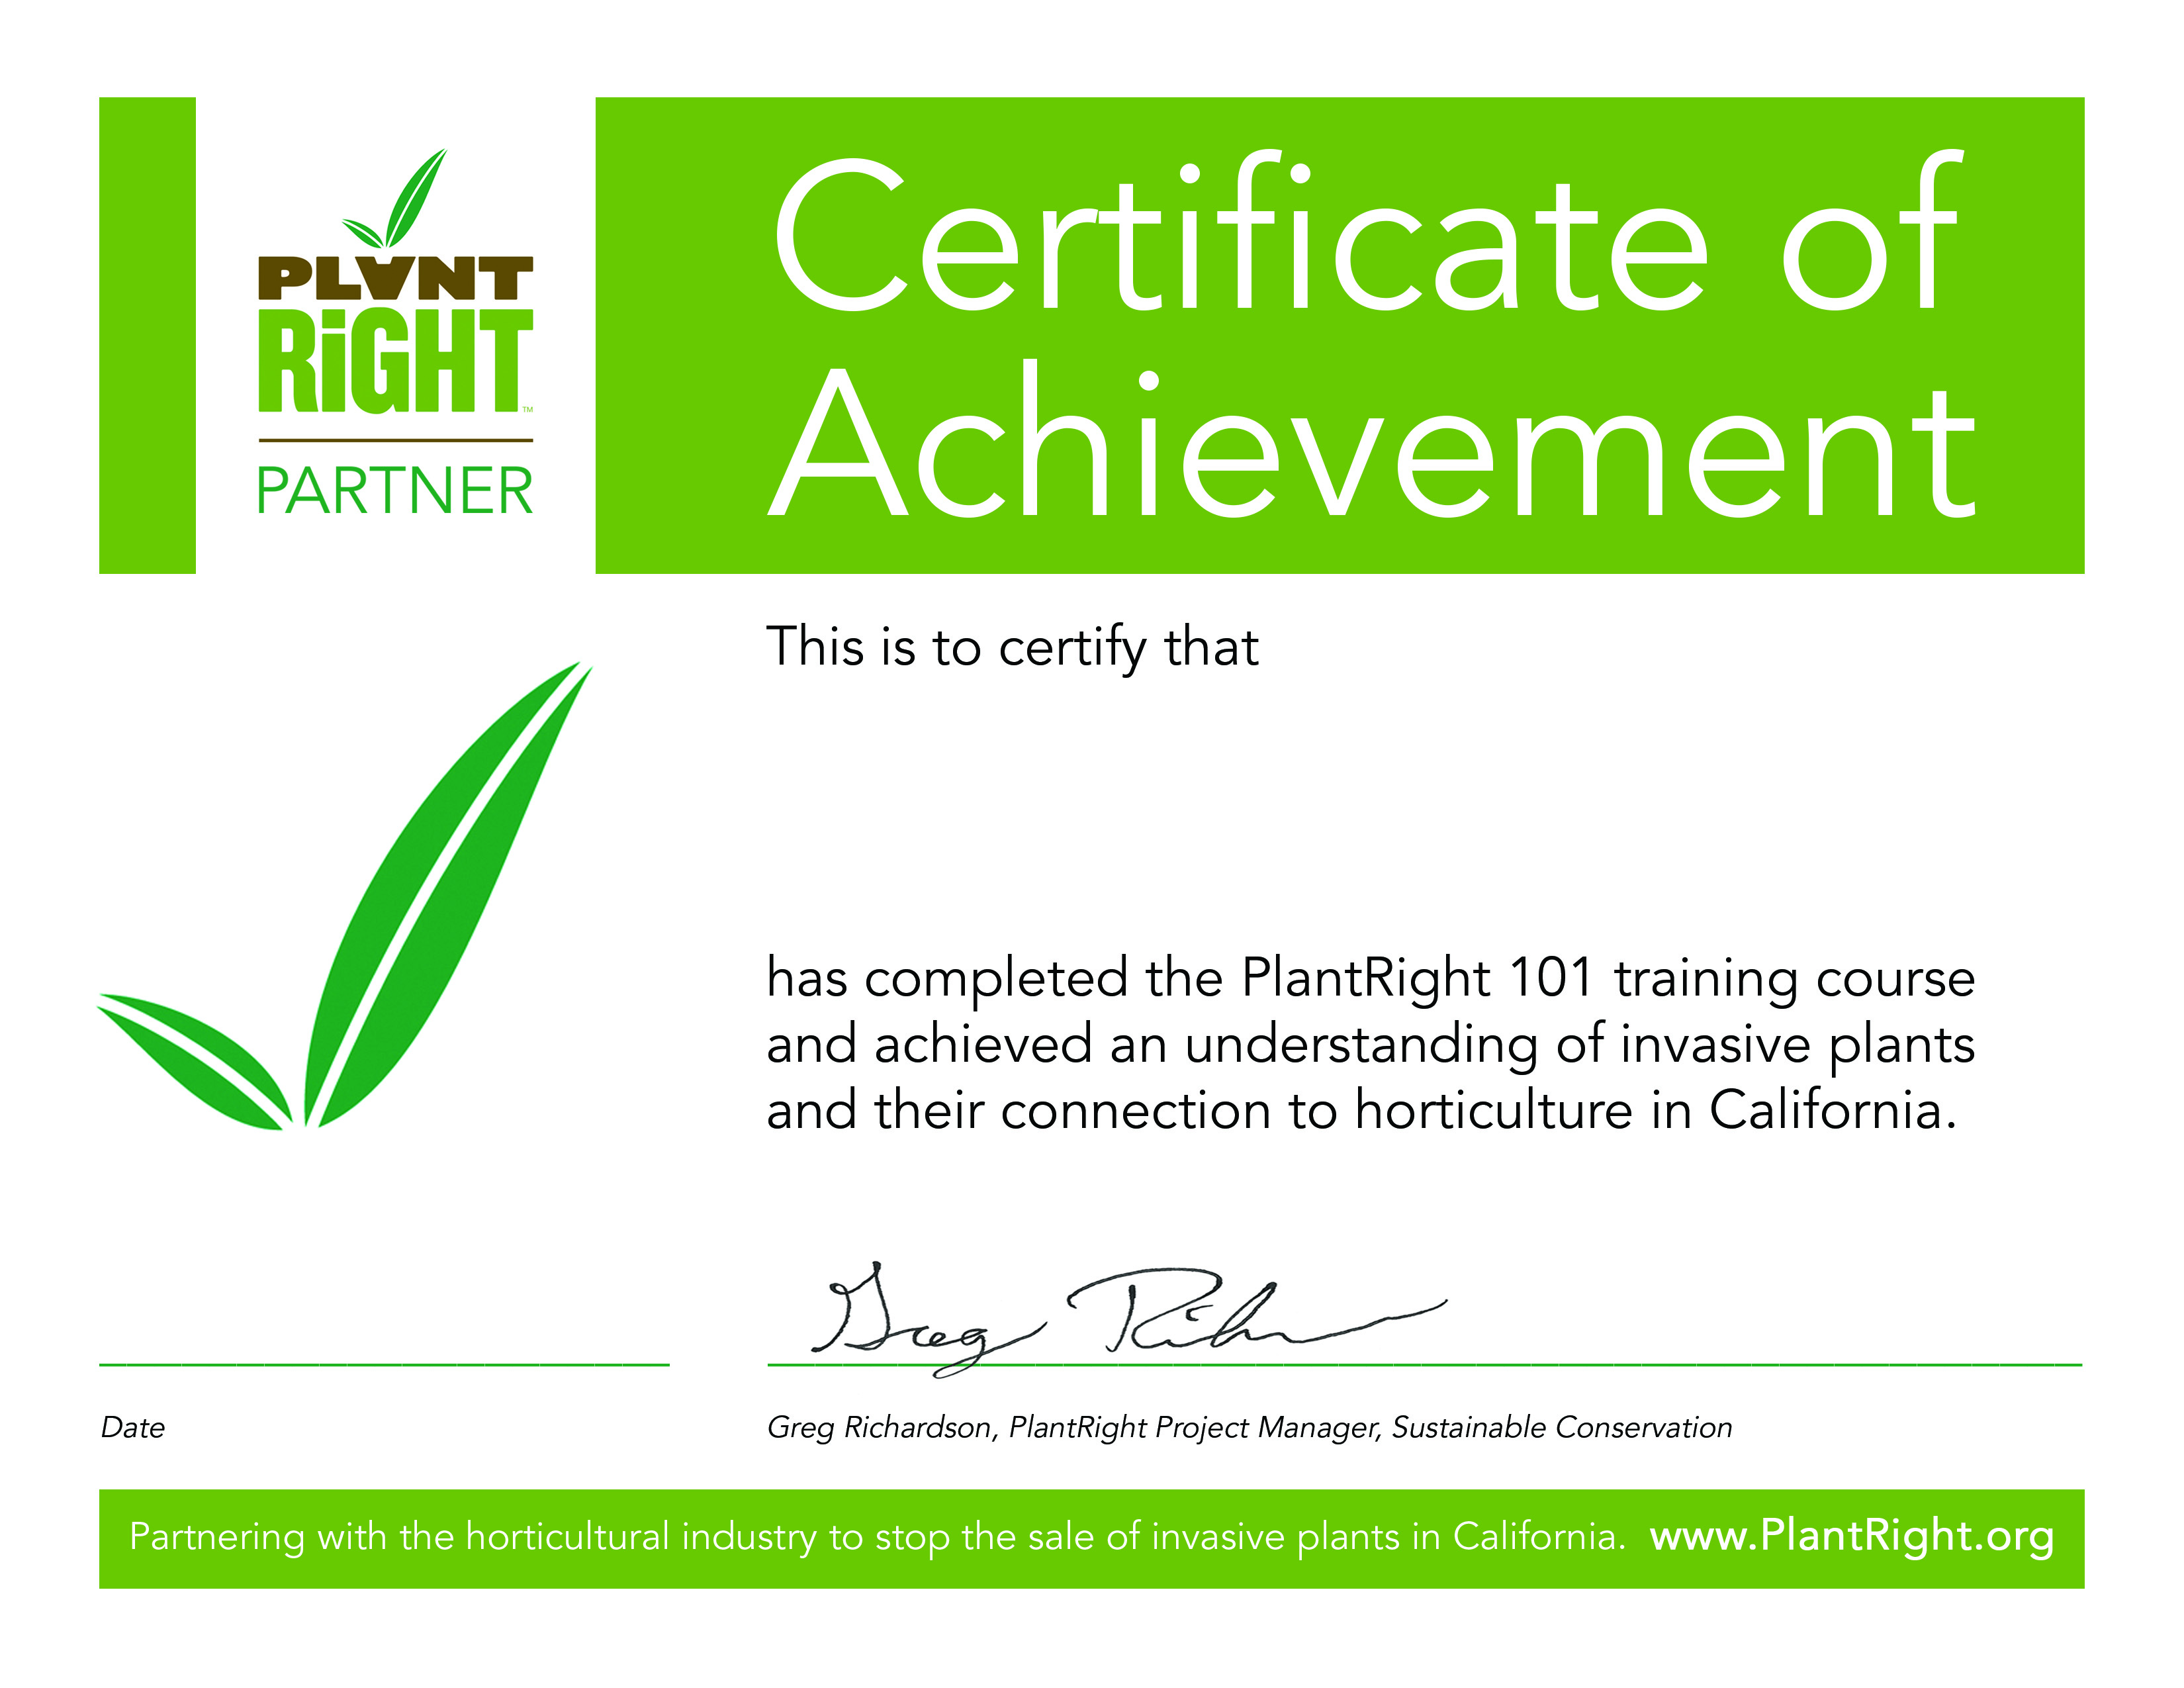 PLANT
RiGHT™
PARTNER
Certificate of
Achievement
This is to certify that
has completed the PlantRight 101 training course
and achieved an understanding of invasive plants
and their connection to horticulture in California.
Greg Rich
Date
Greg Richardson, PlantRight Project Manager, Sustainable Conservation
Partnering with the horticultural industry to stop the sale of invasive plants in California. www.PlantRight.org